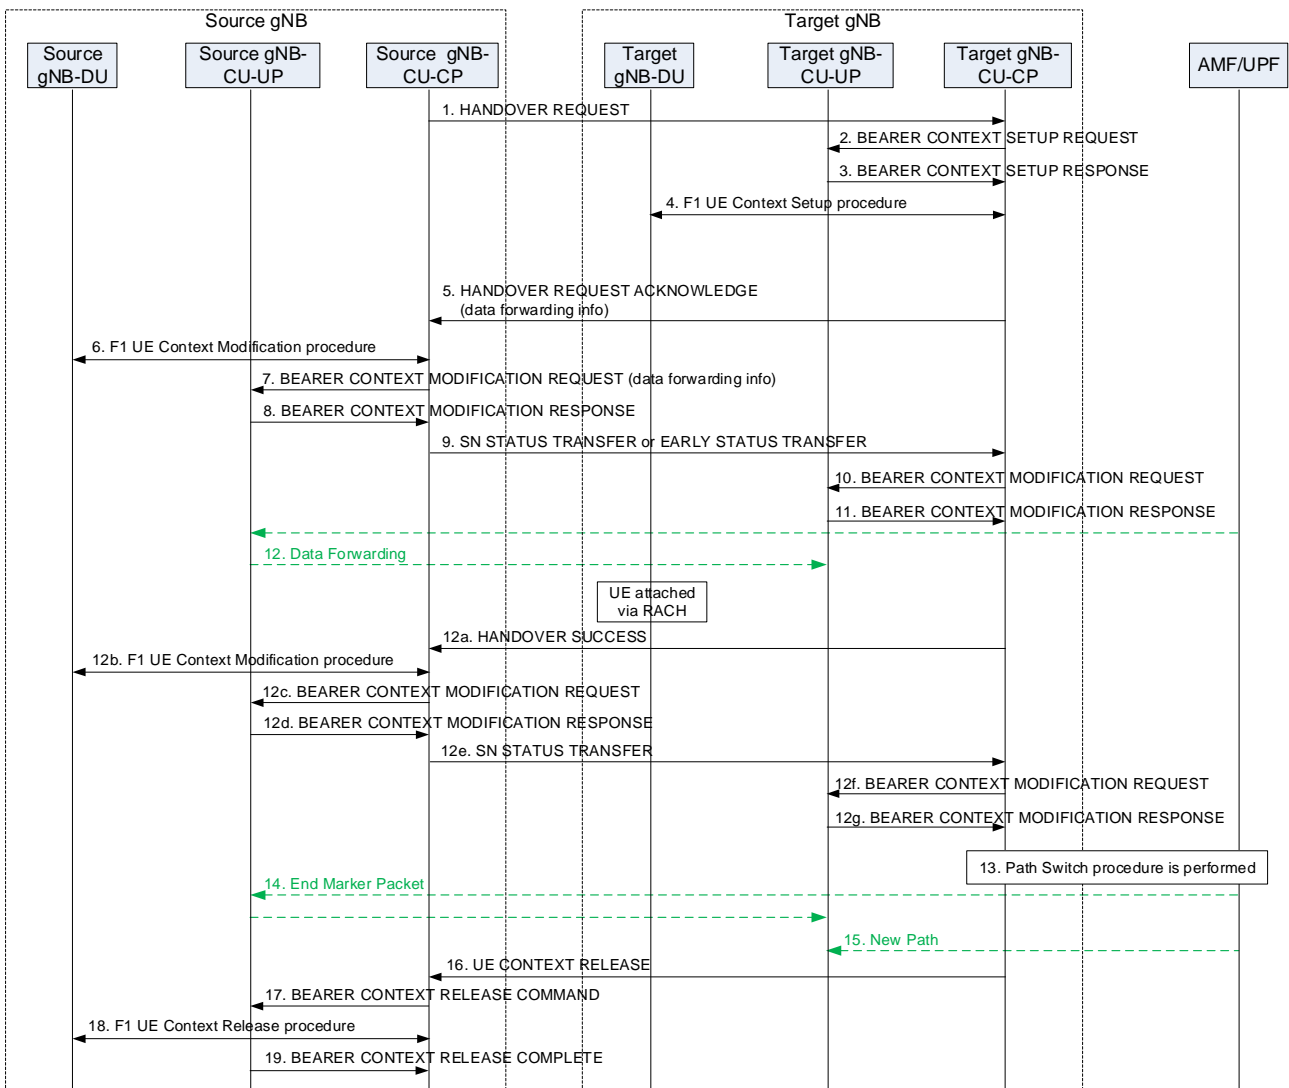 Source gNB
Target gNB
Source
gNB-DU
Source gNB-
CU-UP
Source gNB-
CU-CP
Target
gNB-DU
Target gNB-
CU-UP
Target gNB-
CU-CP
AMF/UPF
1. HANDOVER REQUEST
2. BEARER CONTEXT SETUP REQUEST
3. BEARER CONTEXT SETUP RESPONSE
4. F1 UE Context Setup procedure
5. HANDOVER REQUEST ACKNOWLEDGE
(data forwarding info)
6. F1 UE Context Modification procedure
7. BEARER CONTEXT MODIFICATION REQUEST (data forwarding info)
8. BEARER CONTEXT MODIFICATION RESPONSE
9. SN STATUS TRANSFER or EARLY STATUS TRANSFER
10. BEARER CONTEXT MODIFICATION REQUEST
11. BEARER CONTEXT MODIFICATION RESPONSE
12. Data Forwarding
UE attached
via RACH
12a. HANDOVER SUCCESS
12b. F1 UE Context Modification procedure
12c. BEARER CONTEXT MODIFICATION REQUEST
12d. BEARER CONTEXT MODIFICATION RESPONSE
12e. SN STATUS TRANSFER
12f. BEARER CONTEXT MODIFICATION REQUEST
12g. BEARER CONTEXT MODIFICATION RESPONSE
13. Path Switch procedure is performed
14. End Marker Packet
15. New Path
16. UE CONTEXT RELEASE
17. BEARER CONTEXT RELEASE COMMAND
18. F1 UE Context Release procedure
19. BEARER CONTEXT RELEASE COMPLETE